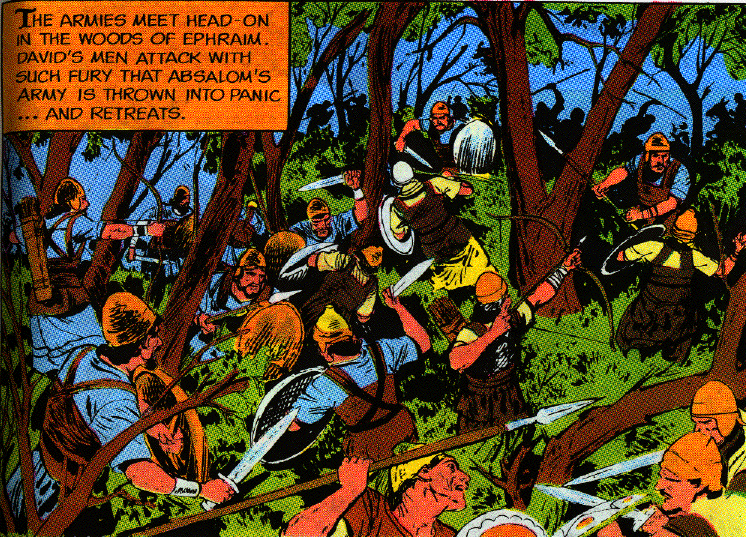 THE ARMIES MEET HEAD-ON
IN THE WOODS OF EPHRAIM.
DAVID'S MEN ATTACK WITH
SUCH FURY THAT ABSALOM'S
ARMY IS THROWN INTO PANIC
... AND RETREATS.